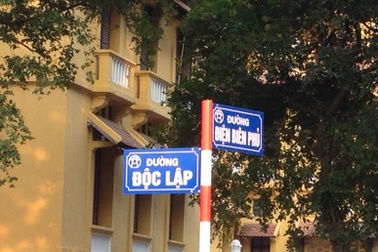 ĐƯỜNG
ĐIỆN BIÊN PHỦ
ĐƯỜNG
ĐỘC LẬP